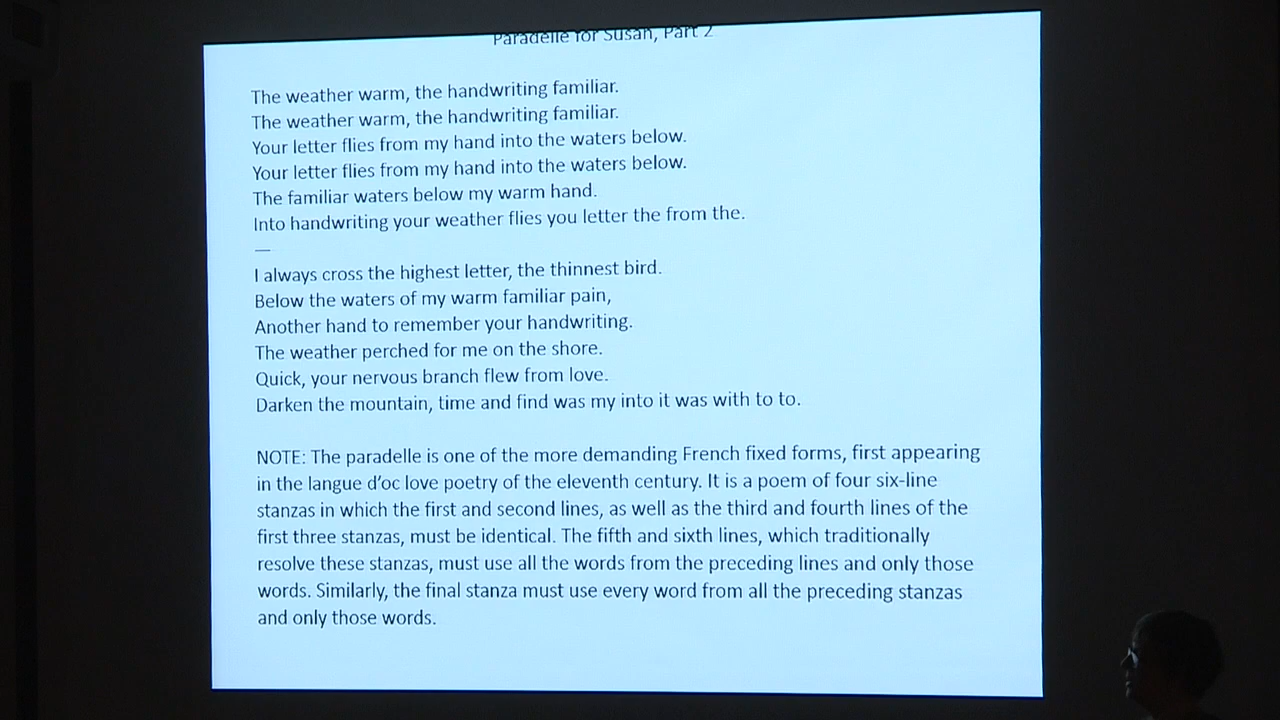 Paradelle for Susan, Part 2
The weather warm, the handwriting familiar.
The weather warm, the handwriting familiar.
Your letter flies from my hand into the waters below.
Your letter flies from my hand into the waters below.
The familiar waters below my warm hand.
Into handwriting your weather flies you letter the from the.
—
I always cross the highest letter, the thinnest bird.
Below the waters of my warm familiar pain,
Another hand to remember your handwriting.
The weather perched for me on the shore.
Quick, your nervous branch flew from love.
Darken the mountain, time and find was my into it was with to to.
NOTE: The paradelle is one of the more demanding French fixed forms, first appearing
in the langue d’oc love poetry of the eleventh century. It is a poem of four six-line
stanzas in which the first and second lines, as well as the third and fourth lines of the
first three stanzas, must be identical. The fifth and sixth lines, which traditionally
resolve these stanzas, must use all the words from the preceding lines and only those
words. Similarly, the final stanza must use every word from all the preceding stanzas
and only those words.